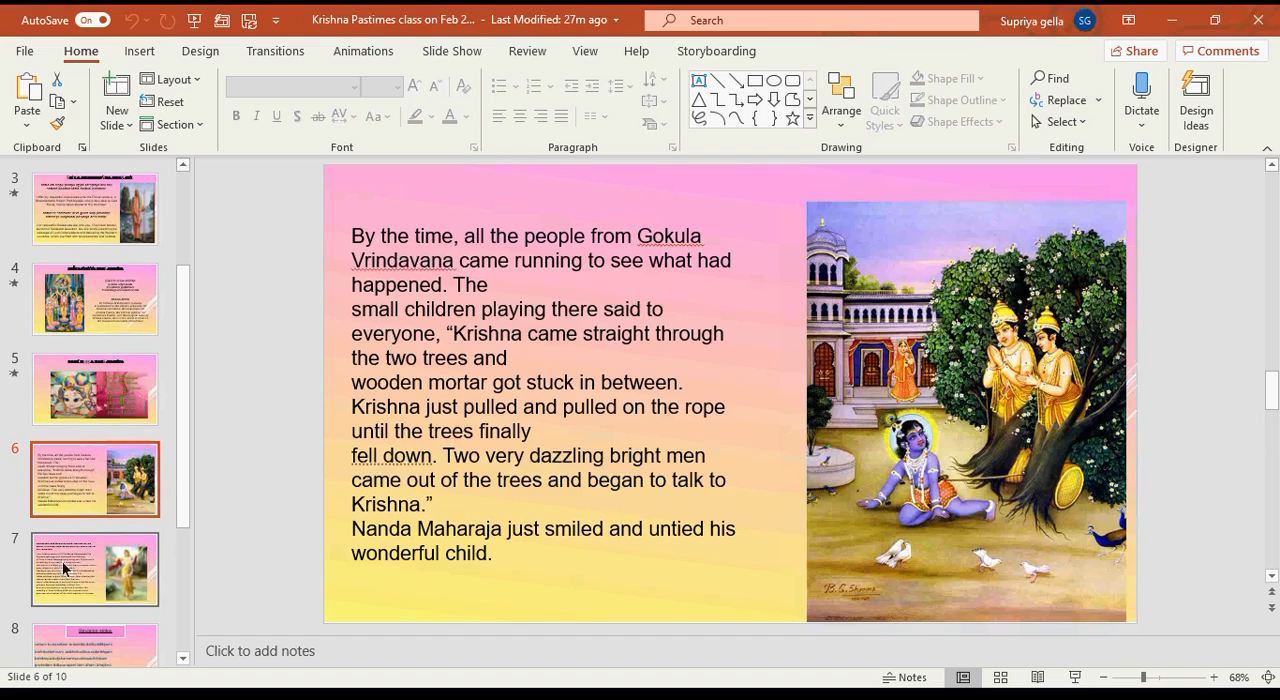 AutoSave On Krishna Pastimes class on Feb 2... - Last Modified: 27m ago Search Supriya gella SG
File Home Insert Design Transitions Animations Slide Show Review View Help Storyboarding Share Comments
Paste New Slide Layout Reset Section Arrange Quick Styles Shape Fill Shape Outline Shape Effects Find Replace Select Dictate Design Ideas
Clipboard Slides Font Paragraph Drawing Editing Voice Designer
3
4
5
6
7
8
By the time, all the people from Gokula
Vrindavana came running to see what had
happened. The
small children playing there said to
everyone, “Krishna came straight through
the two trees and
wooden mortar got stuck in between.
Krishna just pulled and pulled on the rope
until the trees finally
fell down. Two very dazzling bright men
came out of the trees and began to talk to
Krishna.”
Nanda Maharaja just smiled and untied his
wonderful child.
B.G. Sharma
Click to add notes
Slide 6 of 10 Notes 68%